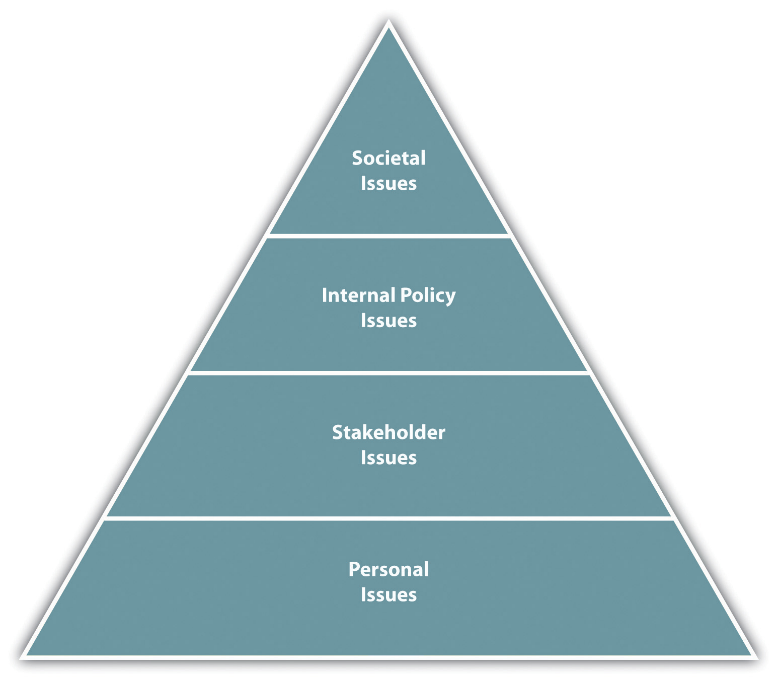 Societal
Issues
Internal Policy
Issues
Stakeholder
Issues
Personal
Issues